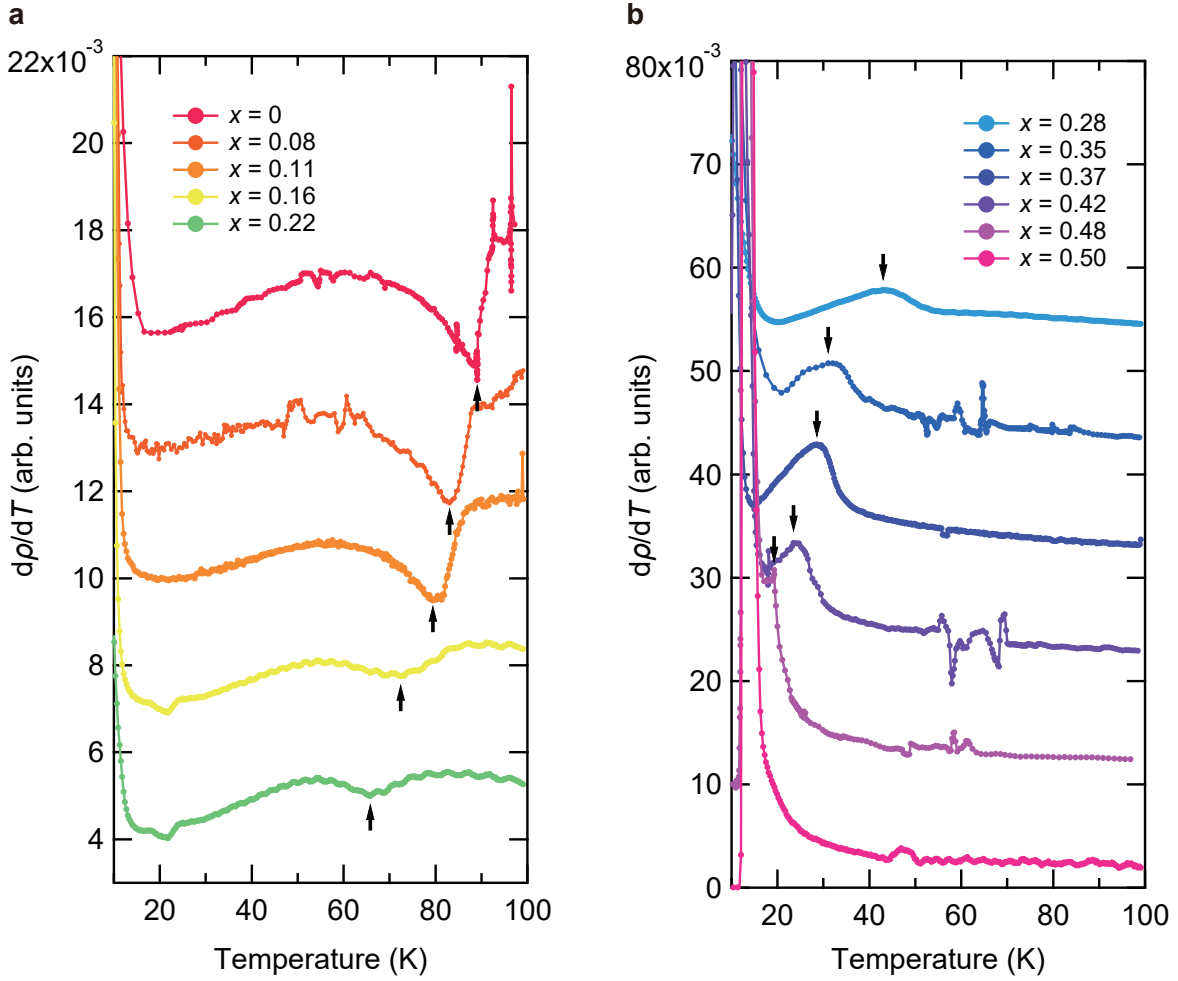 a
22x10⁻³
20
18
16
14
12
10
8
6
4
dρ/dT (arb. units)
x = 0
x = 0.08
x = 0.11
x = 0.16
x = 0.22
20 40 60 80 100
Temperature (K)
b
80x10⁻³
70
60
50
40
30
20
10
0
dρ/dT (arb. units)
x = 0.28
x = 0.35
x = 0.37
x = 0.42
x = 0.48
x = 0.50
20 40 60 80 100
Temperature (K)